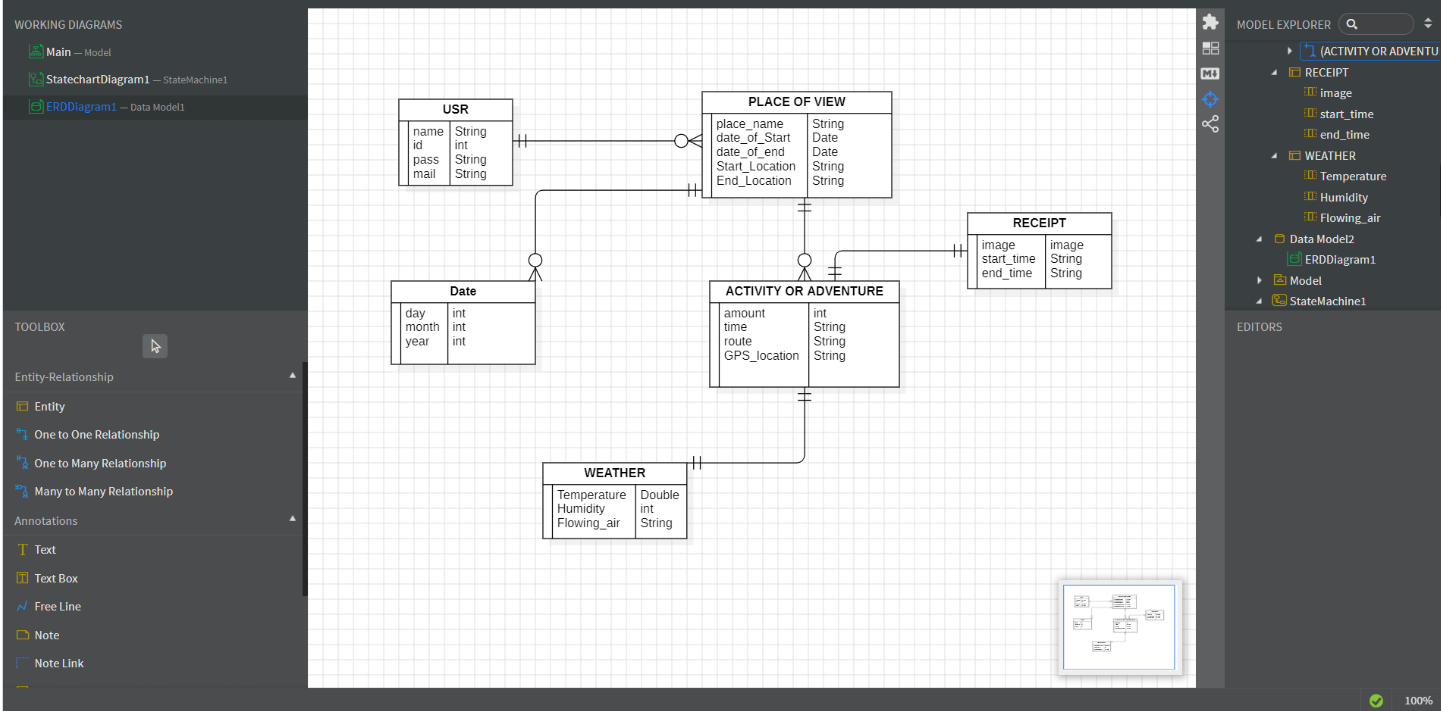 WORKING DIAGRAMS
Main — Model
StatechartDiagram1 — StateMachine1
ERDDiagram1 — Data Model1
TOOLBOX
Entity-Relationship
Entity
One to One Relationship
One to Many Relationship
Many to Many Relationship
Annotations
Text
Text Box
Free Line
Note
Note Link
USR
name String
id int
pass String
mail String
PLACE OF VIEW
place_name String
date_of_Start Date
date_of_end Date
Start_Location String
End_Location String
Date
day int
month int
year int
ACTIVITY OR ADVENTURE
amount int
time String
route String
GPS_location String
RECEIPT
image image
start_time String
end_time String
WEATHER
Temperature Double
Humidity int
Flowing_air String
MODEL EXPLORER
(ACTIVITY OR ADVENTU
RECEIPT
image
start_time
end_time
WEATHER
Temperature
Humidity
Flowing_air
Data Model2
ERDDiagram1
Model
StateMachine1
EDITORS
100%